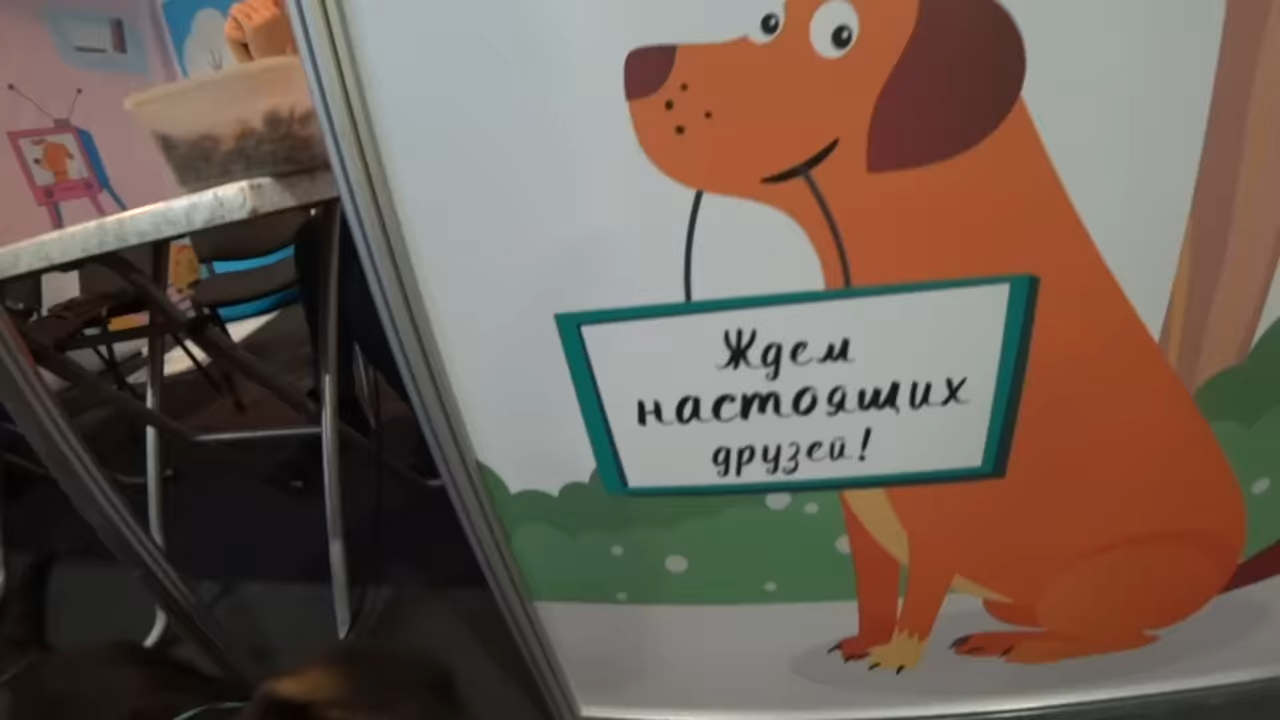 Ждем
настоящих
друзей!